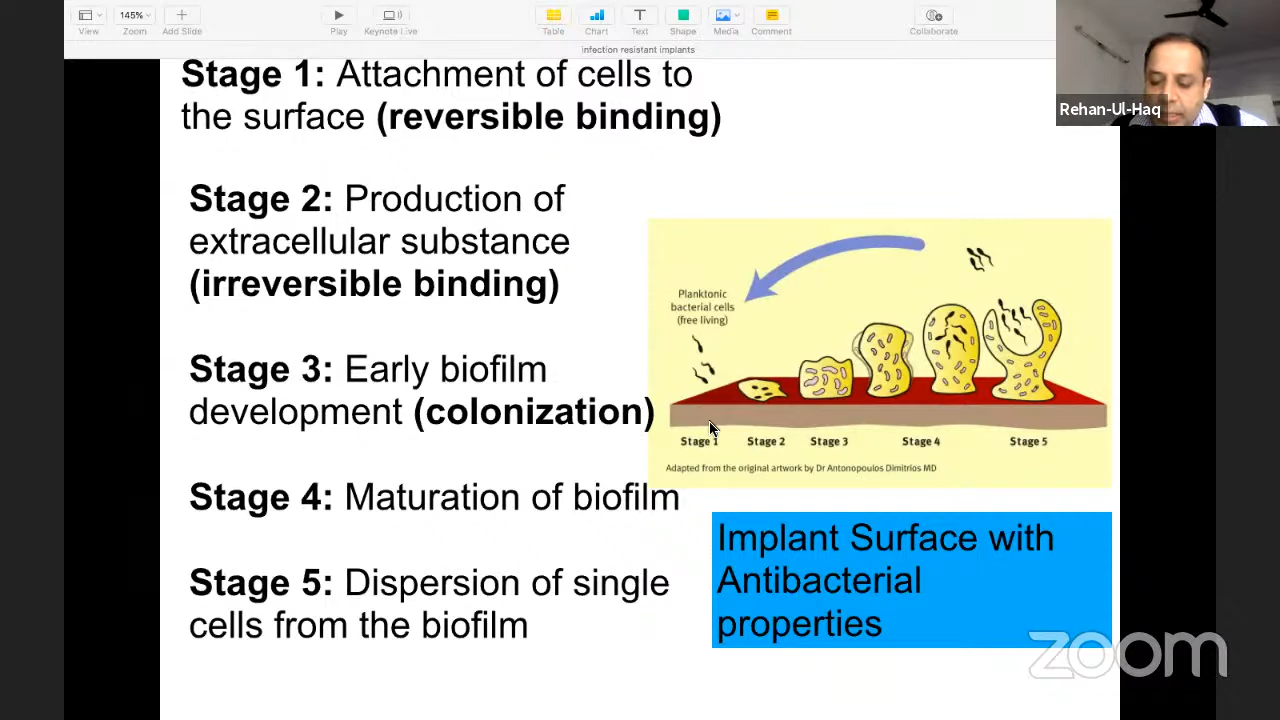 View
145%
Zoom
Add Slide
Play
Keynote Live
Table
Chart
Text
Shape
Media
Comment
Collaborate
infection resistant implants
Rehan-Ul-Haq
Stage 1: Attachment of cells to
the surface (reversible binding)
Stage 2: Production of
extracellular substance
(irreversible binding)
Stage 3: Early biofilm
development (colonization)
Stage 4: Maturation of biofilm
Stage 5: Dispersion of single
cells from the biofilm
Planktonic
bacterial cells
(free living)
Stage 1 Stage 2 Stage 3 Stage 4 Stage 5
Adapted from the original artwork by Dr Antonopoulos Dimitrios MD
Implant Surface with
Antibacterial
properties
zoom